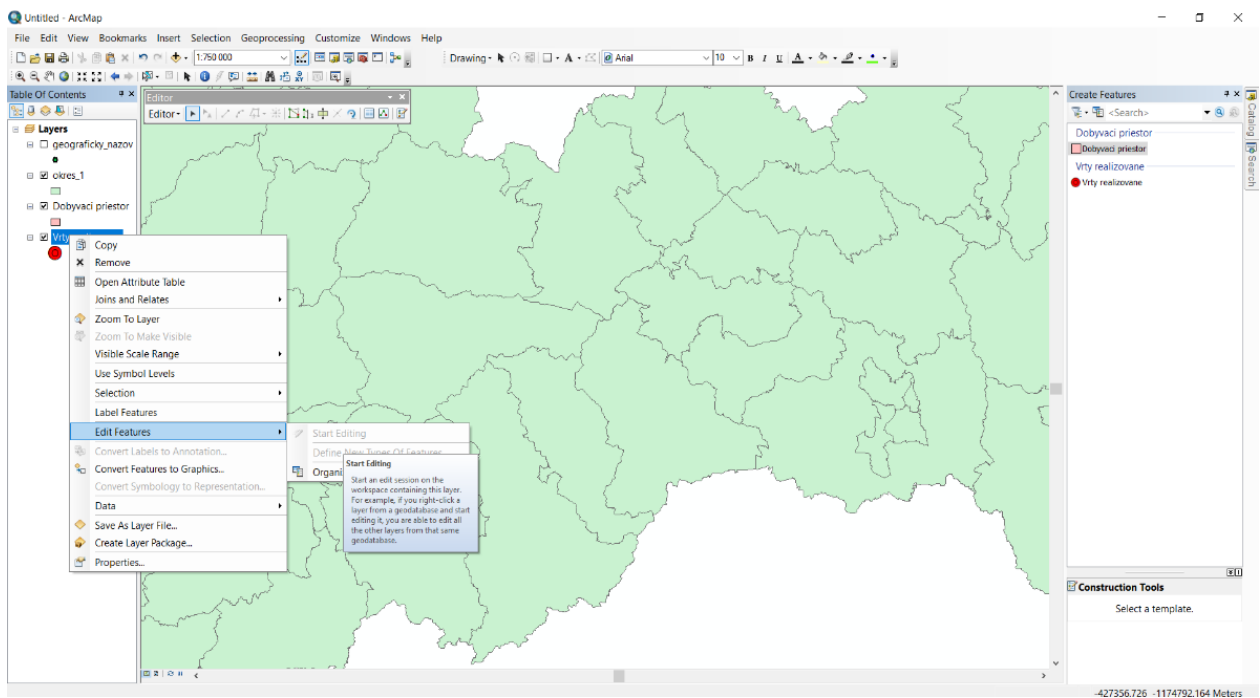 Untitled - ArcMap
File Edit View Bookmarks Insert Selection Geoprocessing Customize Windows Help
1:750 000
Drawing
Arial
10
B I U A
Table Of Contents
Layers
geograficky_nazov
okres_1
Dobyvaci priestor
Vrty
Editor
Editor
Copy
Remove
Open Attribute Table
Joins and Relates
Zoom To Layer
Zoom To Make Visible
Visible Scale Range
Use Symbol Levels
Selection
Label Features
Edit Features
Convert Labels to Annotation...
Convert Features to Graphics...
Convert Symbology to Representation...
Data
Save As Layer File...
Create Layer Package...
Properties...
Start Editing
Define New Types Of Features
Organi
Start Editing
Start an edit session on the
workspace containing this layer.
For example, if you right-click a
layer from a geodatabase and start
editing it, you are able to edit all
the other layers from that same
geodatabase.
Create Features
<Search>
Dobyvaci priestor
Dobyvaci priestor
Vrty realizovane
Vrty realizovane
Catalog
Search
Construction Tools
Select a template.
-427356.726 -1174792.164 Meters